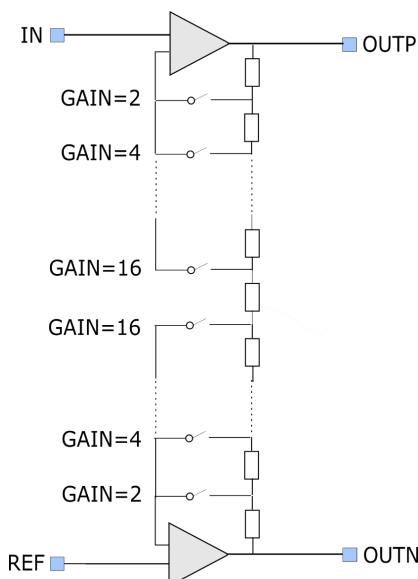 IN
OUTP
GAIN=2
GAIN=4
GAIN=16
GAIN=16
GAIN=4
GAIN=2
REF
OUTN